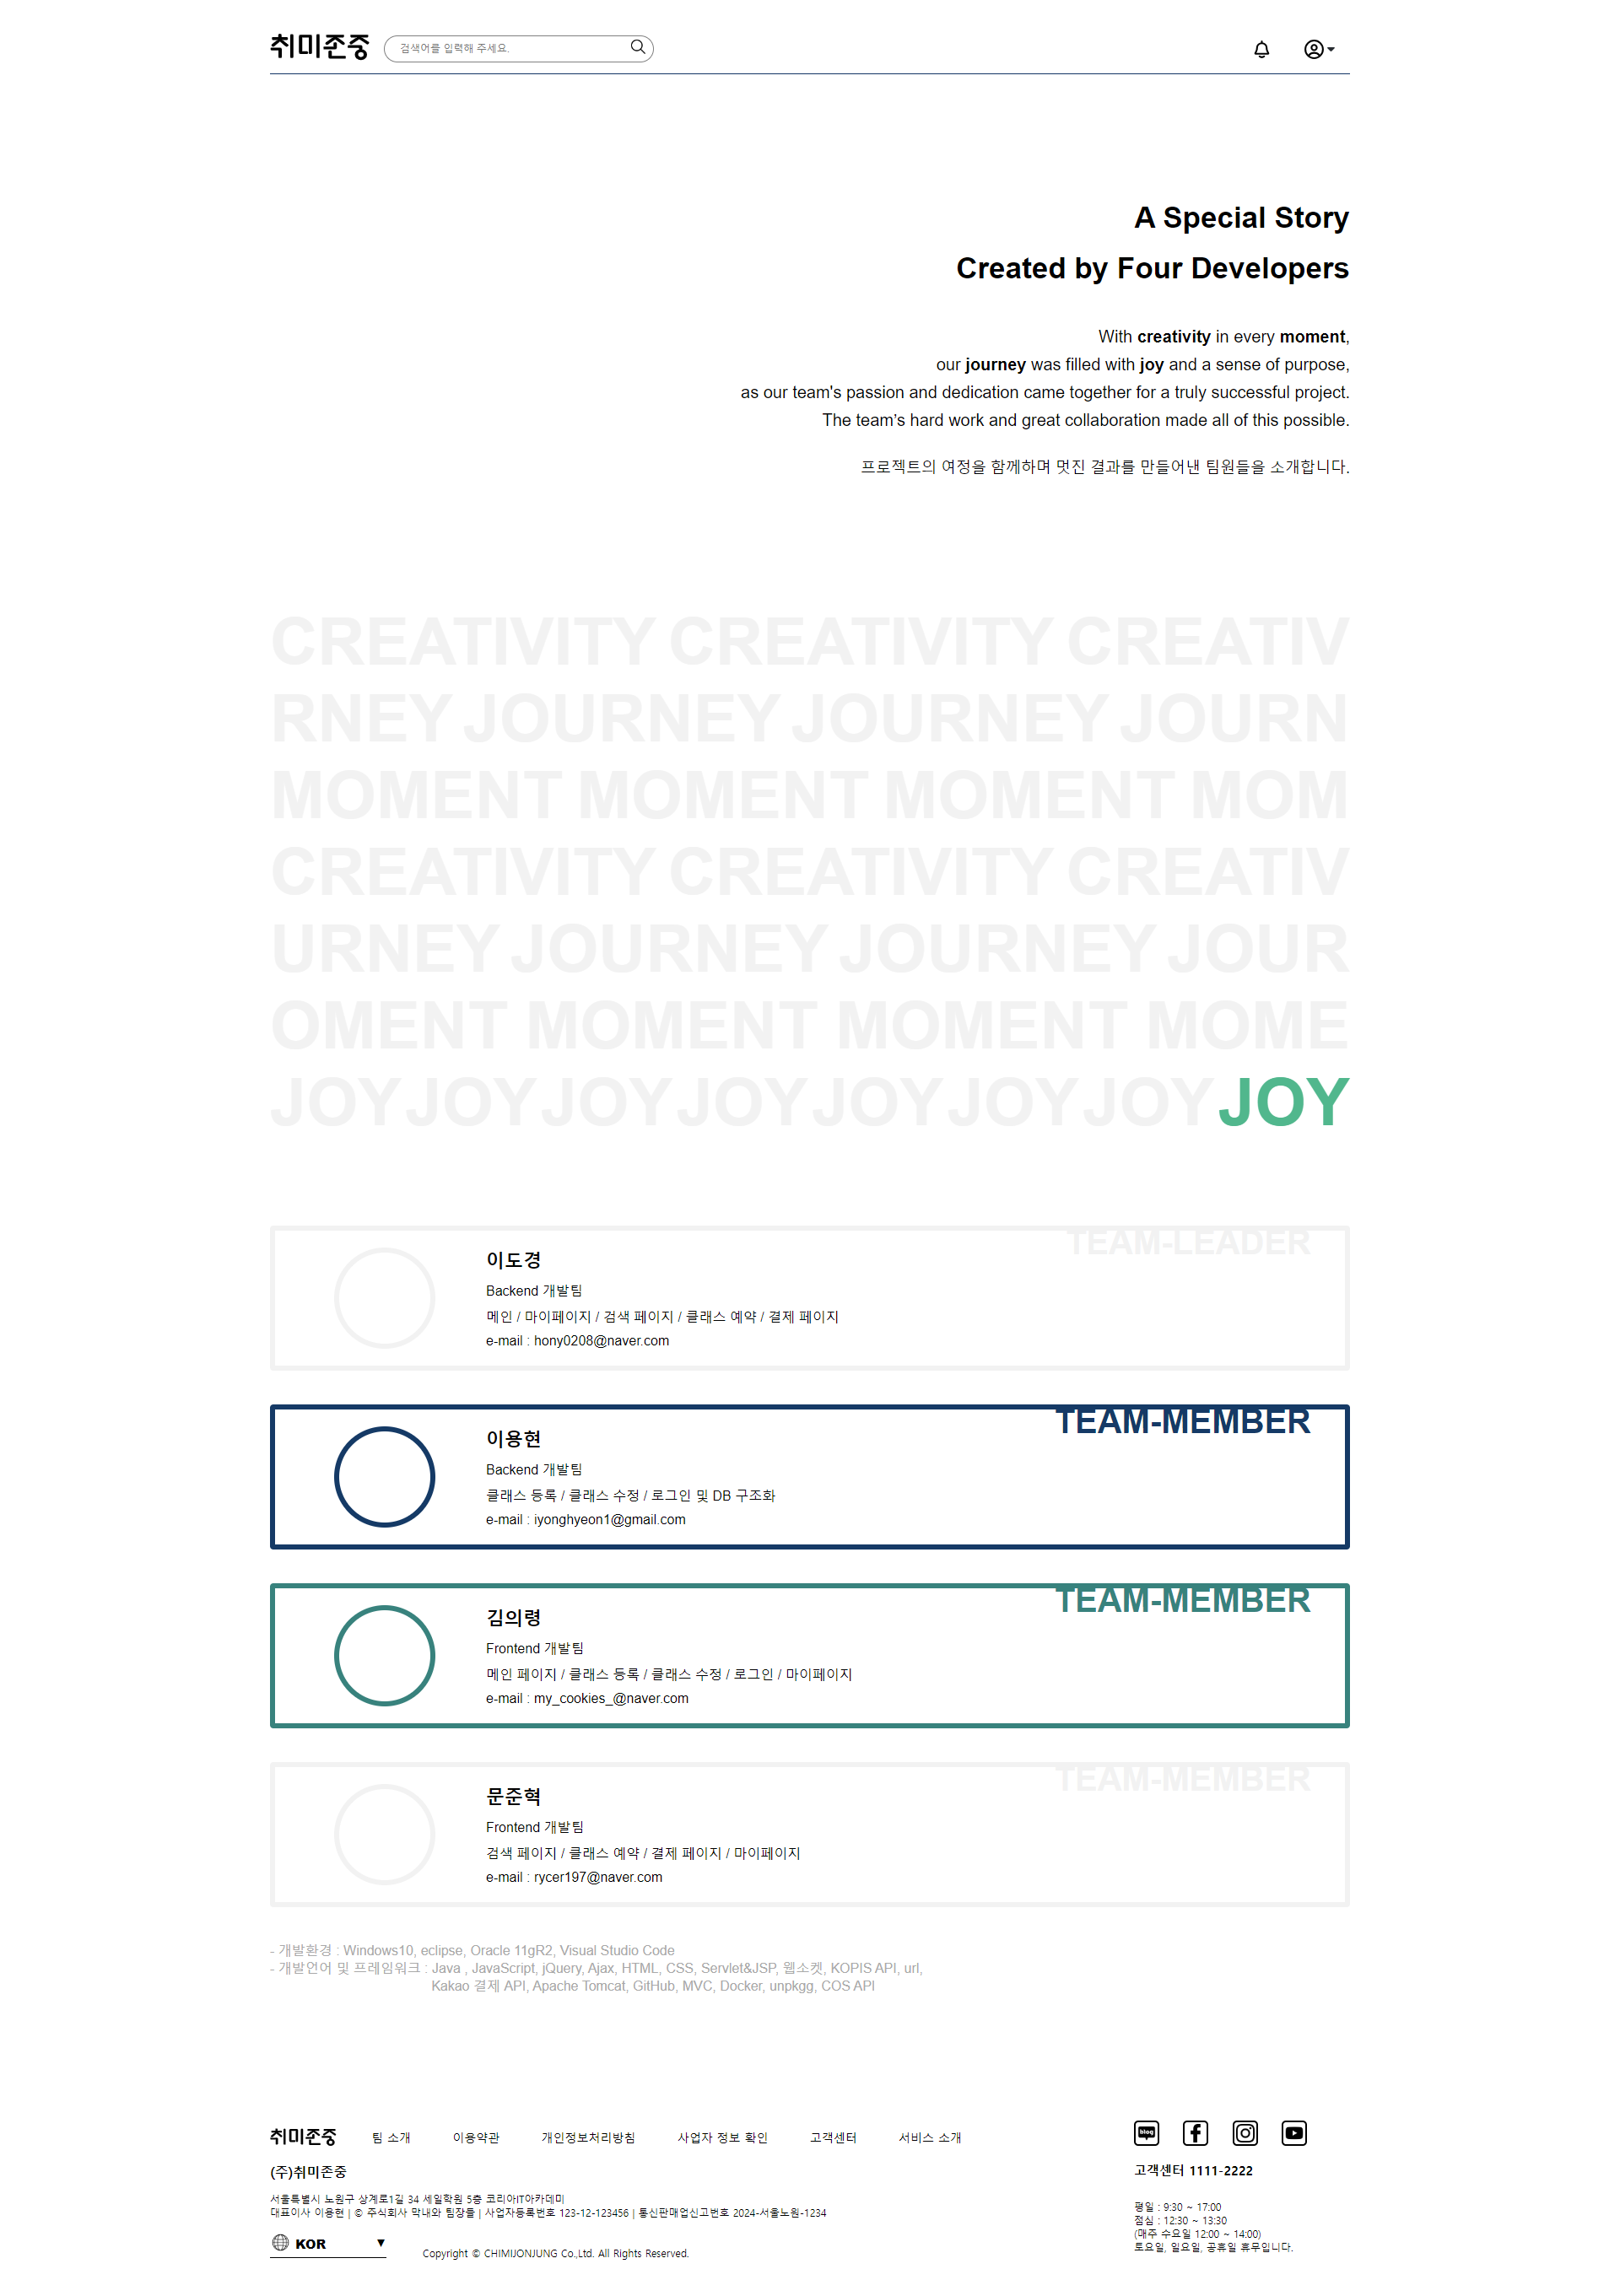 취미존중
검색어를 입력해 주세요.
A Special Story
Created by Four Developers
With creativity in every moment,
our journey was filled with joy and a sense of purpose,
as our team's passion and dedication came together for a truly successful project.
The team’s hard work and great collaboration made all of this possible.
프로젝트의 여정을 함께하며 멋진 결과를 만들어낸 팀원들을 소개합니다.
CREATIVITY CREATIVITY CREATIV
RNEY JOURNEY JOURNEY JOURN
MOMENT MOMENT MOMENT MOM
CREATIVITY CREATIVITY CREATIV
URNEY JOURNEY JOURNEY JOUR
OMENT MOMENT MOMENT MOME
JOY JOY JOY JOY JOY JOY JOY JOY
TEAM-LEADER
이도경
Backend 개발팀
메인 / 마이페이지 / 검색 페이지 / 클래스 예약 / 결제 페이지
e-mail : hony0208@naver.com
TEAM-MEMBER
이용현
Backend 개발팀
클래스 등록 / 클래스 수정 / 로그인 및 DB 구조화
e-mail : iyonghyeon1@gmail.com
TEAM-MEMBER
김의령
Frontend 개발팀
메인 페이지 / 클래스 등록 / 클래스 수정 / 로그인 / 마이페이지
e-mail : my_cookies_@naver.com
TEAM-MEMBER
문준혁
Frontend 개발팀
검색 페이지 / 클래스 예약 / 결제 페이지 / 마이페이지
e-mail : rycer197@naver.com
- 개발환경 : Windows10, eclipse, Oracle 11gR2, Visual Studio Code
- 개발언어 및 프레임워크 : Java , JavaScript, jQuery, Ajax, HTML, CSS, Servlet&JSP, 웹소켓, KOPIS API, url,
Kakao 결제 API, Apache Tomcat, GitHub, MVC, Docker, unpkgg, COS API
취미존중 팀 소개 이용약관 개인정보처리방침 사업자 정보 확인 고객센터 서비스 소개
blog
(주)취미존중
고객센터 1111-2222
서울특별시 노원구 상계로1길 34 세일학원 5층 코리아IT아카데미
대표이사 이용현 | © 주식회사 막내와 팀장들 | 사업자등록번호 123-12-123456 | 통신판매업신고번호 2024-서울노원-1234
평일 : 9:30 ~ 17:00
점심 : 12:30 ~ 13:30
(매주 수요일 12:00 ~ 14:00)
토요일, 일요일, 공휴일 휴무입니다.
KOR ▼
Copyright © CHIMIJONJUNG Co.,Ltd. All Rights Reserved.